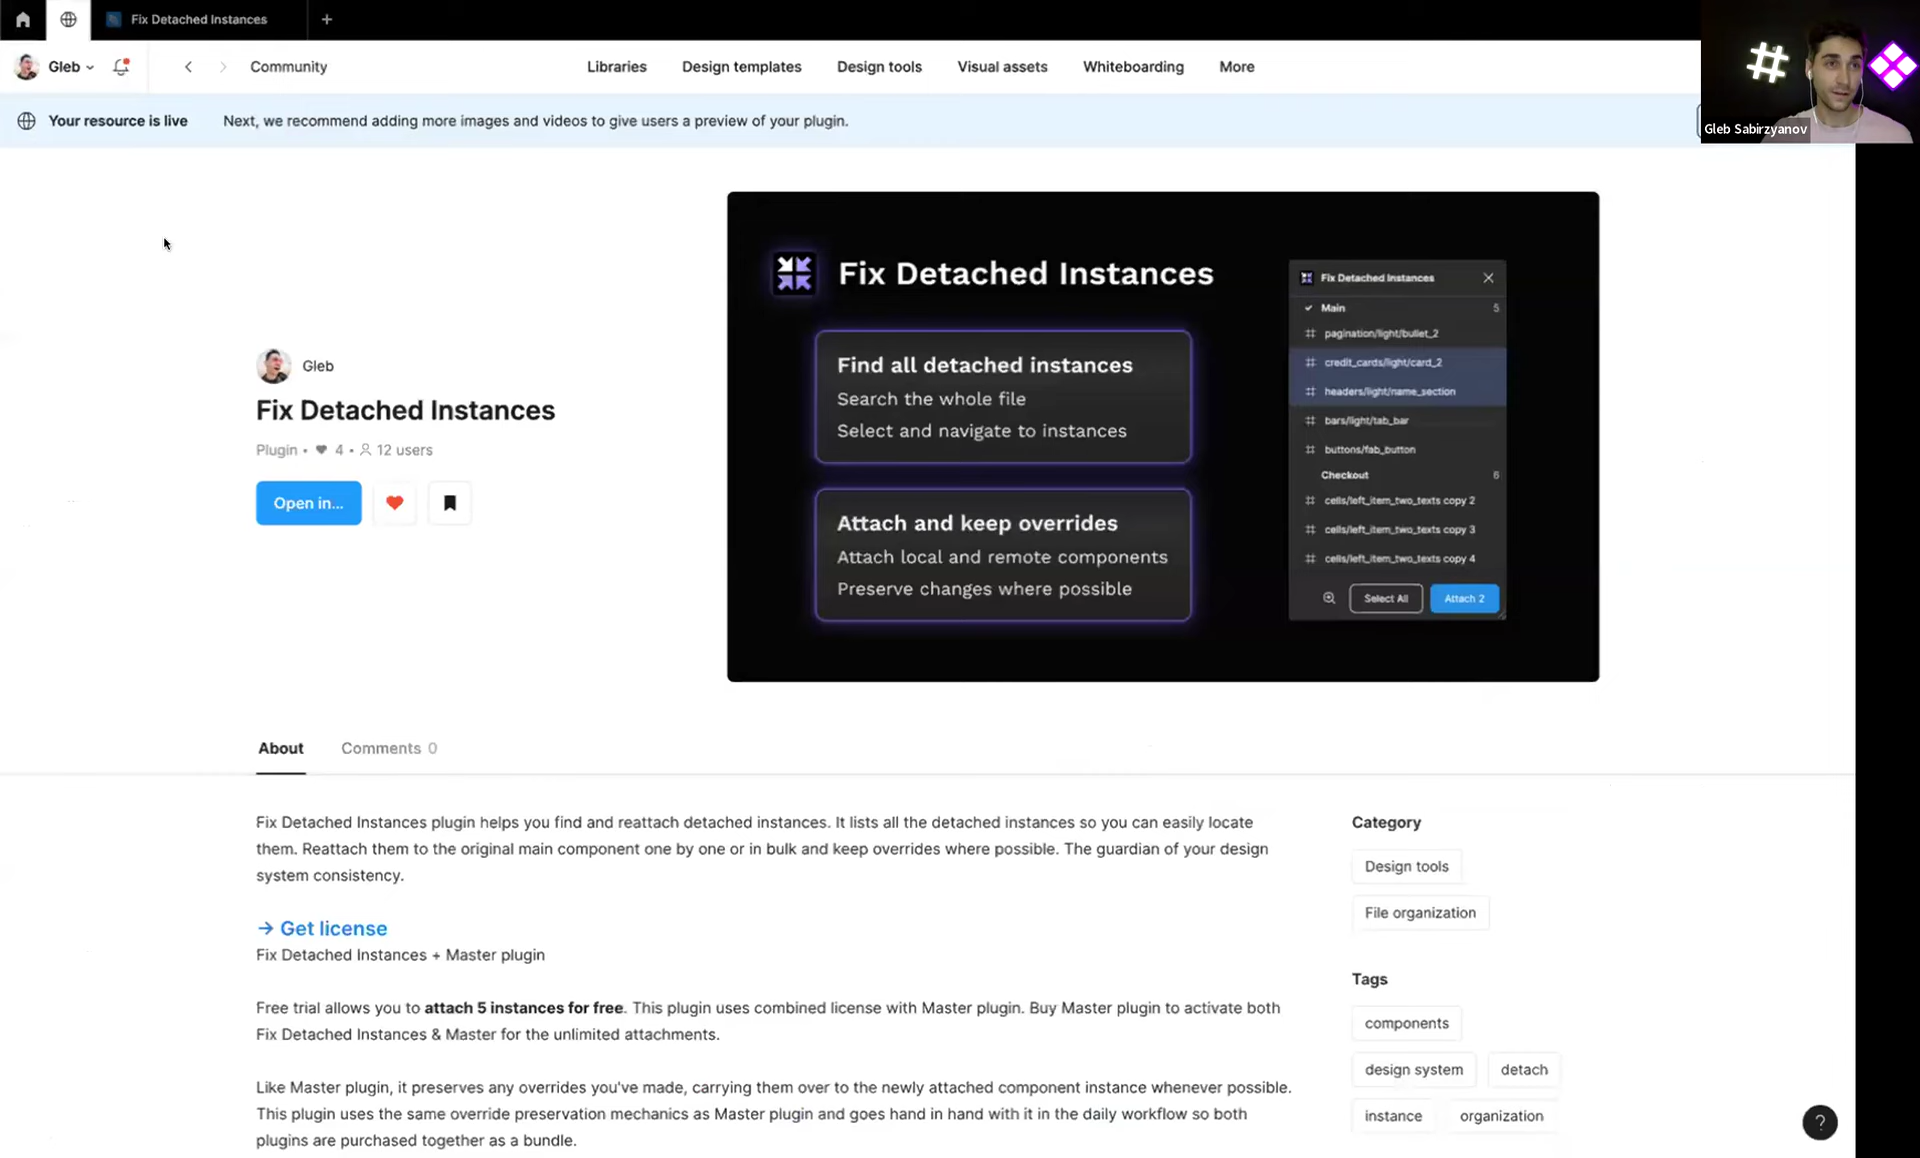 Fix Detached Instances
Gleb
Community
Libraries
Design templates
Design tools
Visual assets
Whiteboarding
More
Gleb Sabirzyanov
Your resource is live
Next, we recommend adding more images and videos to give users a preview of your plugin.
Gleb
Fix Detached Instances
Plugin • 4 • 12 users
Open in...
Fix Detached Instances
Find all detached instances
Search the whole file
Select and navigate to instances
Attach and keep overrides
Attach local and remote components
Preserve changes where possible
Fix Detached Instances
Main 5
pagination/light/bullet_2
credit_cards/light/card_2
headers/light/name_section
bars/light/tab_bar
buttons/fab_button
Checkout 6
cells/left_item_two_texts copy 2
cells/left_item_two_texts copy 3
cells/left_item_two_texts copy 4
Select All
Attach 2
About
Comments 0
Fix Detached Instances plugin helps you find and reattach detached instances. It lists all the detached instances so you can easily locate
them. Reattach them to the original main component one by one or in bulk and keep overrides where possible. The guardian of your design
system consistency.
→ Get license
Fix Detached Instances + Master plugin
Free trial allows you to attach 5 instances for free. This plugin uses combined license with Master plugin. Buy Master plugin to activate both
Fix Detached Instances & Master for the unlimited attachments.
Like Master plugin, it preserves any overrides you've made, carrying them over to the newly attached component instance whenever possible.
This plugin uses the same override preservation mechanics as Master plugin and goes hand in hand with it in the daily workflow so both
plugins are purchased together as a bundle.
Category
Design tools
File organization
Tags
components
design system
detach
instance
organization
?